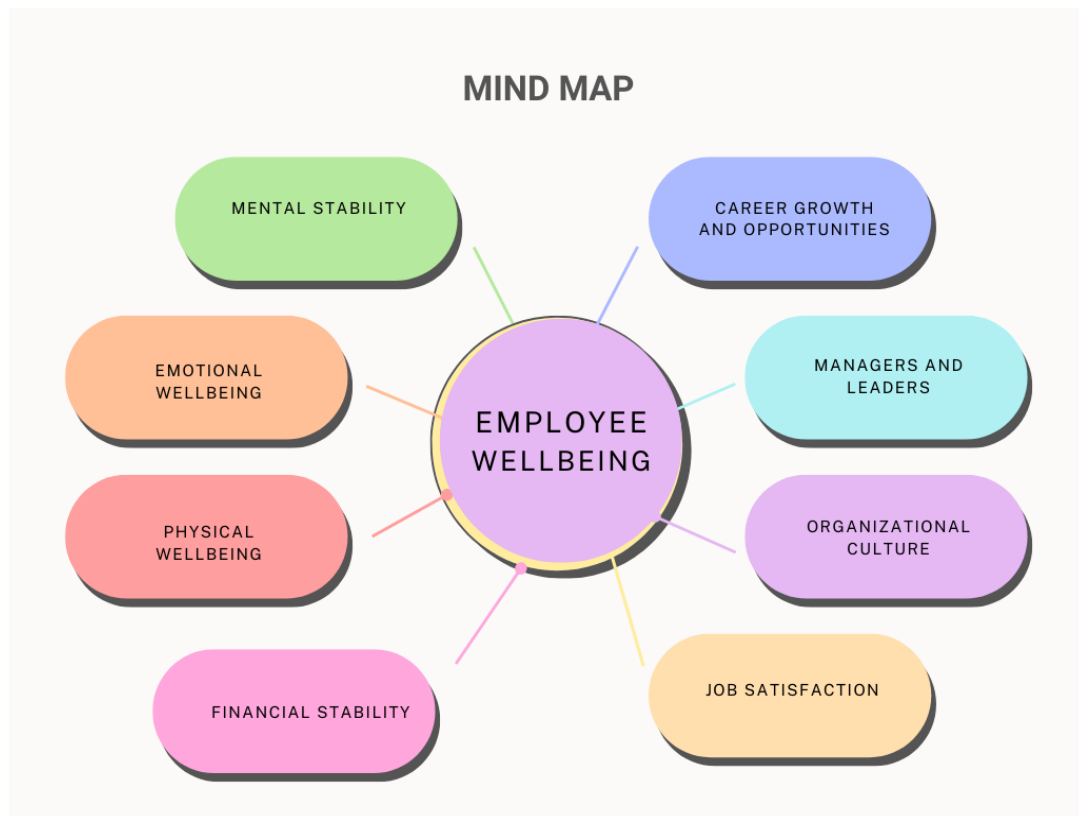 MIND MAP
MENTAL STABILITY
CAREER GROWTH
AND OPPORTUNITIES
EMOTIONAL
WELLBEING
MANAGERS AND
LEADERS
EMPLOYEE
WELLBEING
PHYSICAL
WELLBEING
ORGANIZATIONAL
CULTURE
FINANCIAL STABILITY
JOB SATISFACTION